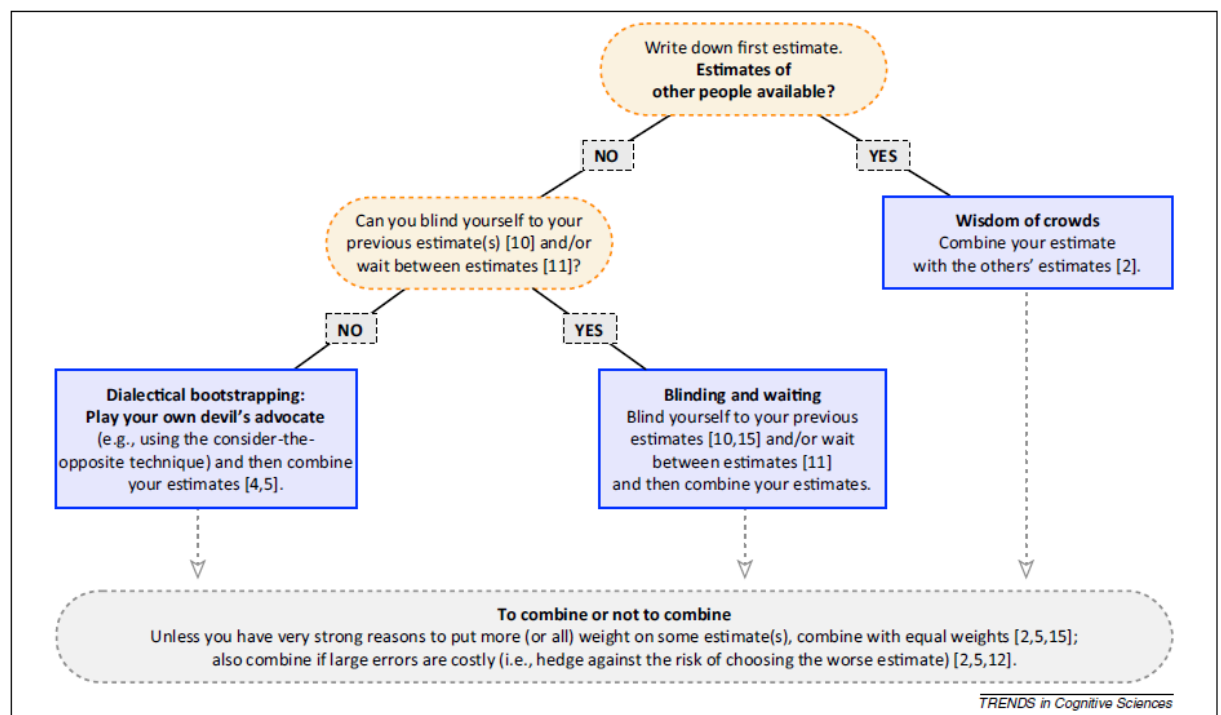 Write down first estimate.
Estimates of
other people available?
NO
YES
Can you blind yourself to your
previous estimate(s) [10] and/or
wait between estimates [11]?
Wisdom of crowds
Combine your estimate
with the others’ estimates [2].
NO
YES
Dialectical bootstrapping:
Play your own devil’s advocate
(e.g., using the consider-the-
opposite technique) and then combine
your estimates [4,5].
Blinding and waiting
Blind yourself to your previous
estimates [10,15] and/or wait
between estimates [11]
and then combine your estimates.
To combine or not to combine
Unless you have very strong reasons to put more (or all) weight on some estimate(s), combine with equal weights [2,5,15];
also combine if large errors are costly (i.e., hedge against the risk of choosing the worse estimate) [2,5,12].
TRENDS in Cognitive Sciences